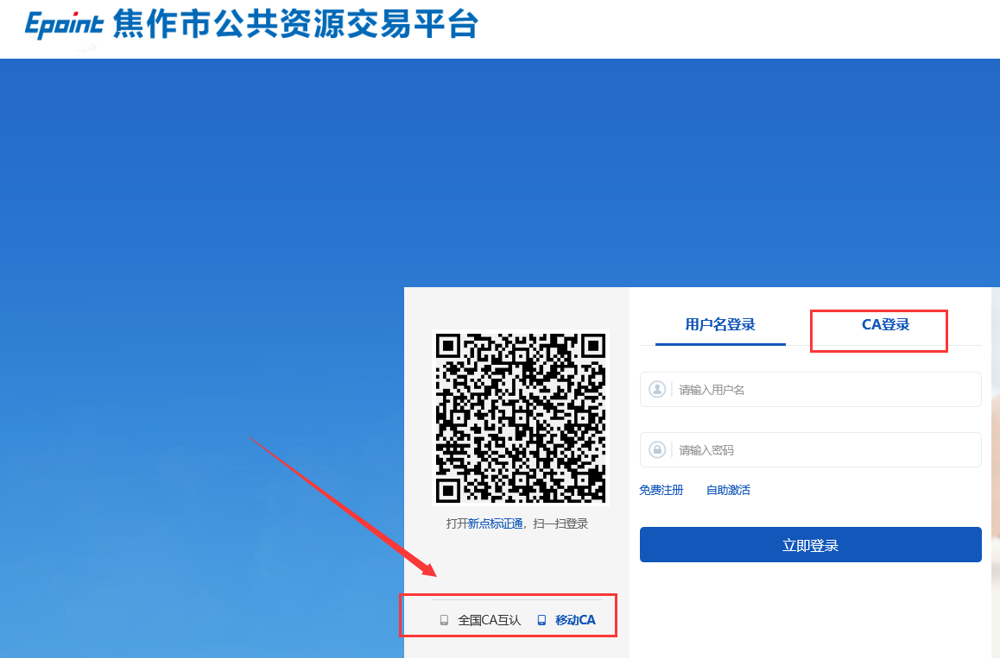 Epoint 焦作市公共资源交易平台
用户名登录 CA登录
请输入用户名
请输入密码
免费注册 自助激活
立即登录
打开新点标证通，扫一扫登录
全国CA互认 移动CA